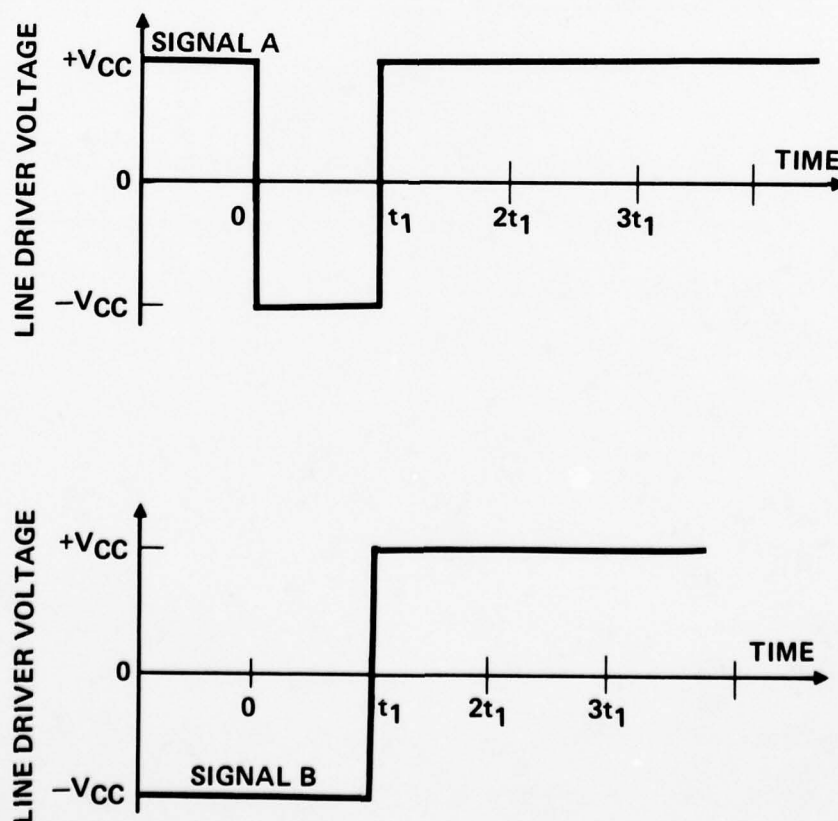 LINE DRIVER VOLTAGE
SIGNAL A
+VCC
0
−VCC
TIME
0 t1 2t1 3t1
LINE DRIVER VOLTAGE
+VCC
0
−VCC
TIME
0 t1 2t1 3t1
SIGNAL B